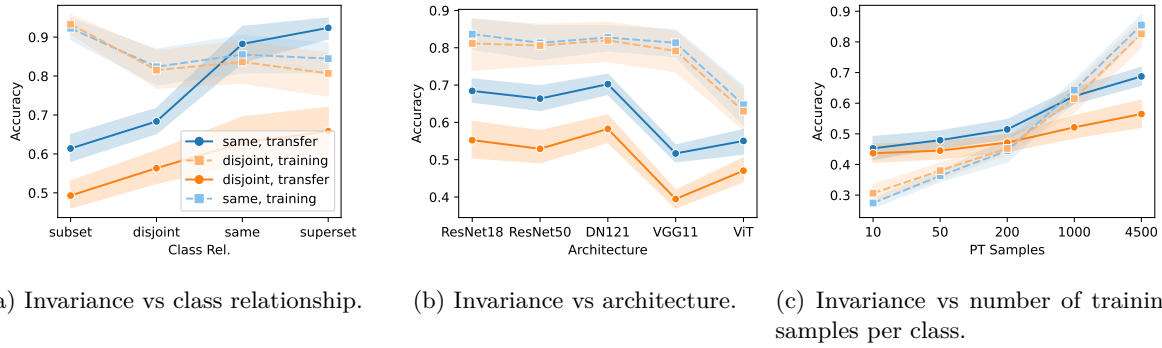 0.9
0.8
0.7
0.6
0.5
Accuracy
subset disjoint same superset
Class Rel.
same, transfer
disjoint, training
disjoint, transfer
same, training
0.9
0.8
0.7
0.6
0.5
0.4
Accuracy
ResNet18 ResNet50 DN121 VGG11 ViT
Architecture
0.9
0.8
0.7
0.6
0.5
0.4
0.3
Accuracy
10 50 200 1000 4500
PT Samples
a) Invariance vs class relationship.
(b) Invariance vs architecture.
(c) Invariance vs number of trainin
samples per class.